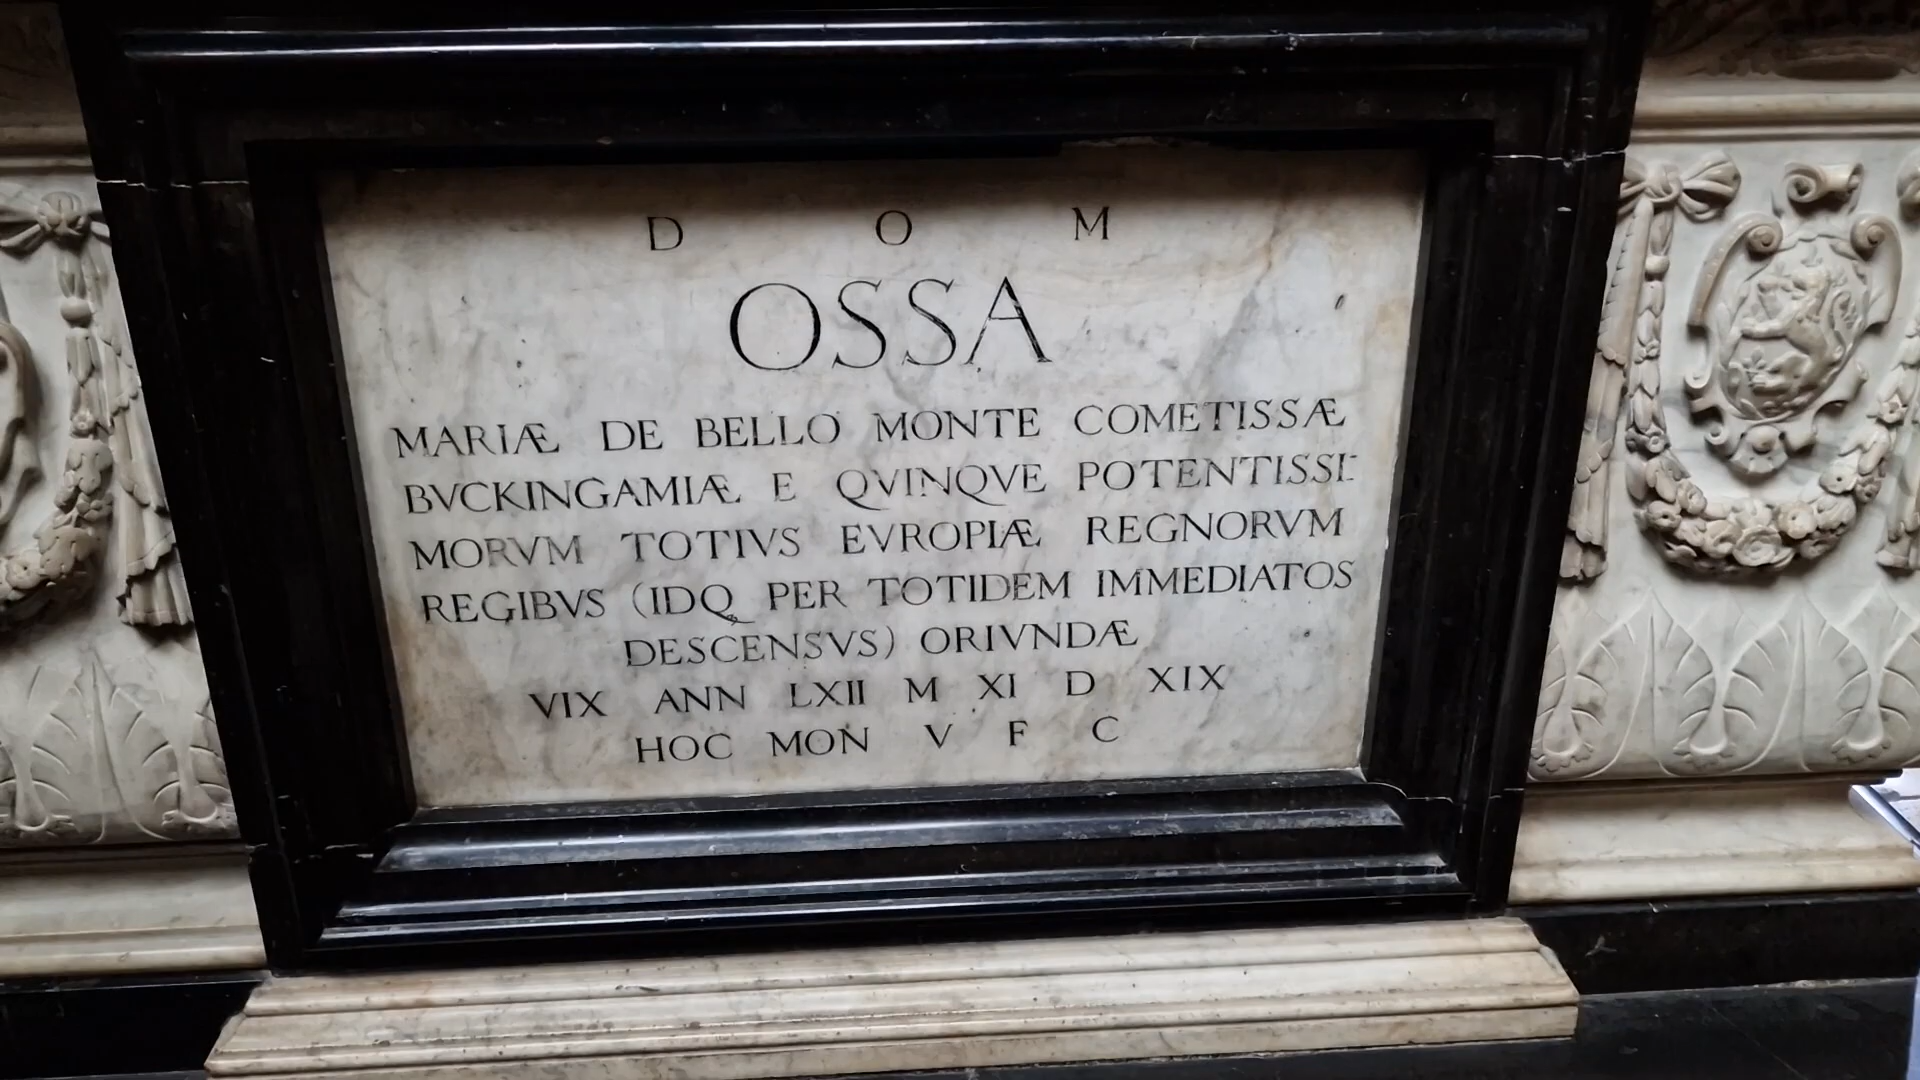 D O M
OSSA
MARIÆ DE BELLO MONTE COMETISSÆ
BVCKINGAMIÆ E QVINQVE POTENTISSI-
MORVM TOTIVS EVROPIÆ REGNORVM
REGIBVS (IDQ PER TOTIDEM IMMEDIATOS
DESCENSVS) ORIVNDÆ
VIX ANN LXII M XI D XIX
HOC MON V F C